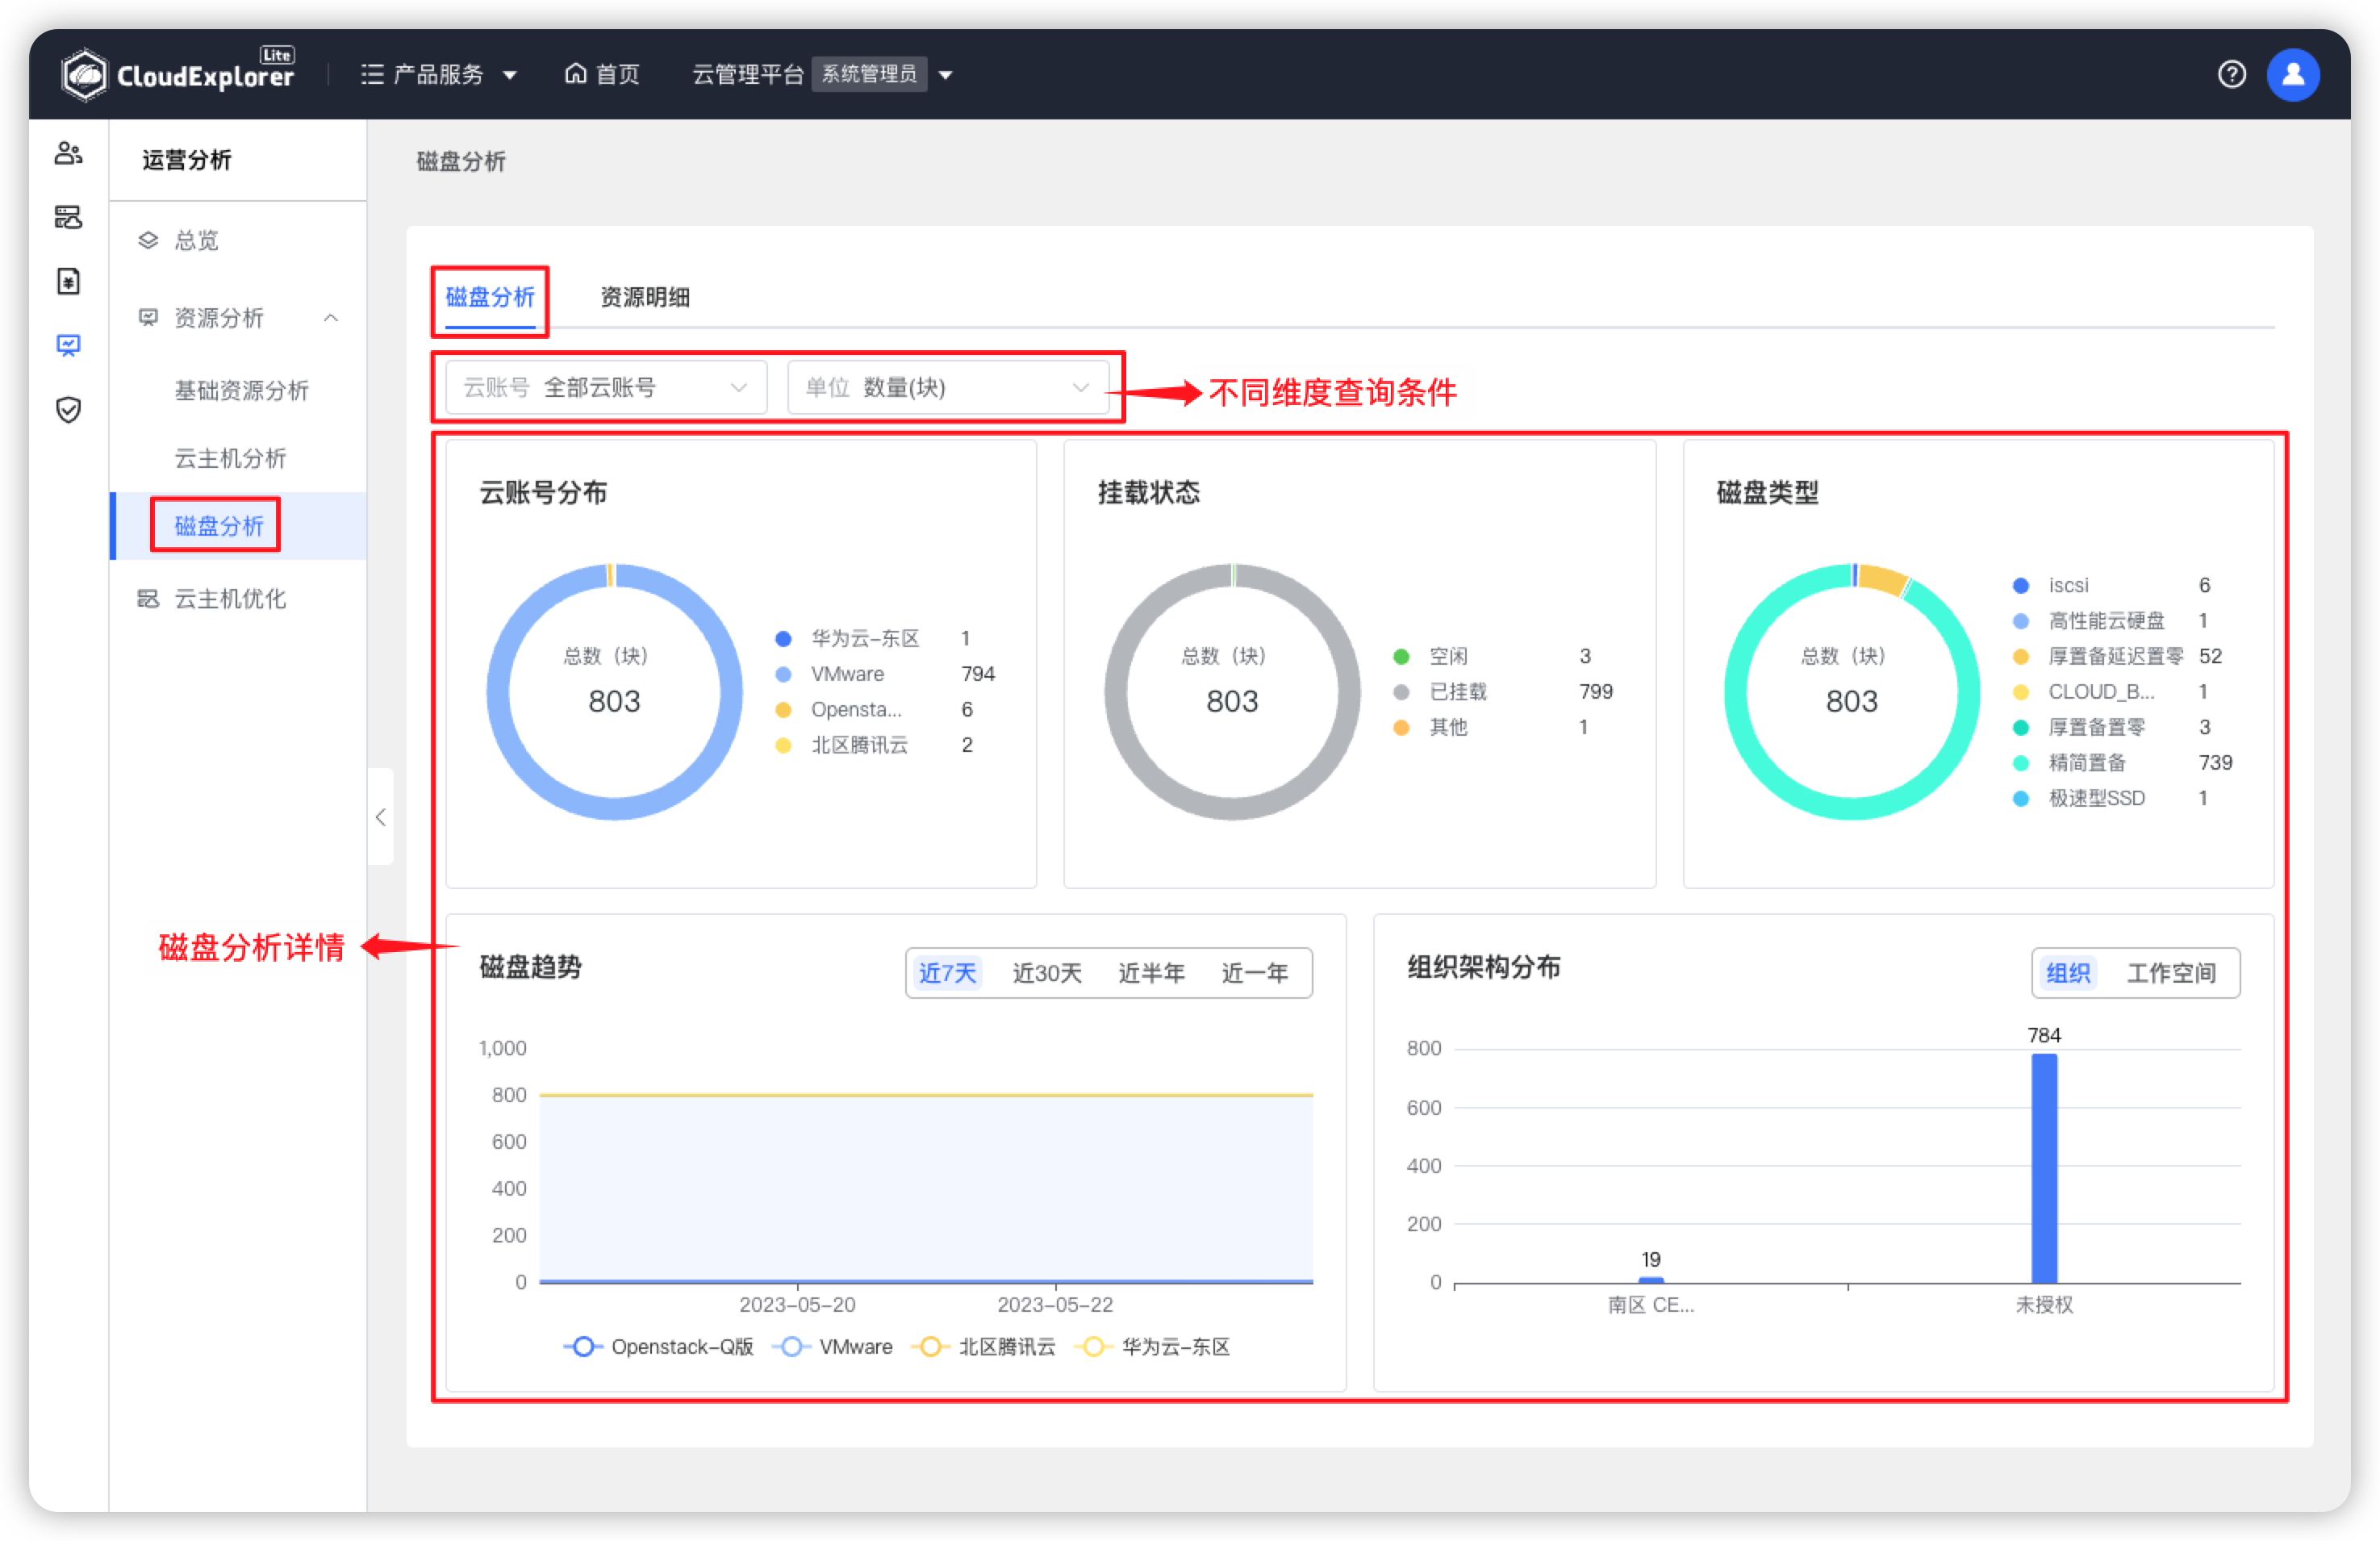 CloudExplorer Lite
产品服务
首页
云管理平台 系统管理员
运营分析
总览
资源分析
基础资源分析
云主机分析
磁盘分析
云主机优化
磁盘分析
磁盘分析 资源明细
云账号 全部云账号
单位 数量(块)
不同维度查询条件
云账号分布
总数（块）
803
华为云-东区 1
VMware 794
Opensta... 6
北区腾讯云 2
挂载状态
总数（块）
803
空闲 3
已挂载 799
其他 1
磁盘类型
总数（块）
803
iscsi 6
高性能云硬盘 1
厚置备延迟置零 52
CLOUD_B... 1
厚置备置零 3
精简置备 739
极速型SSD 1
磁盘分析详情
磁盘趋势
近7天 近30天 近半年 近一年
1,000
800
600
400
200
0
2023-05-20 2023-05-22
Openstack-Q版 VMware 北区腾讯云 华为云-东区
组织架构分布
组织 工作空间
800
600
400
200
0
19
784
南区 CE... 未授权